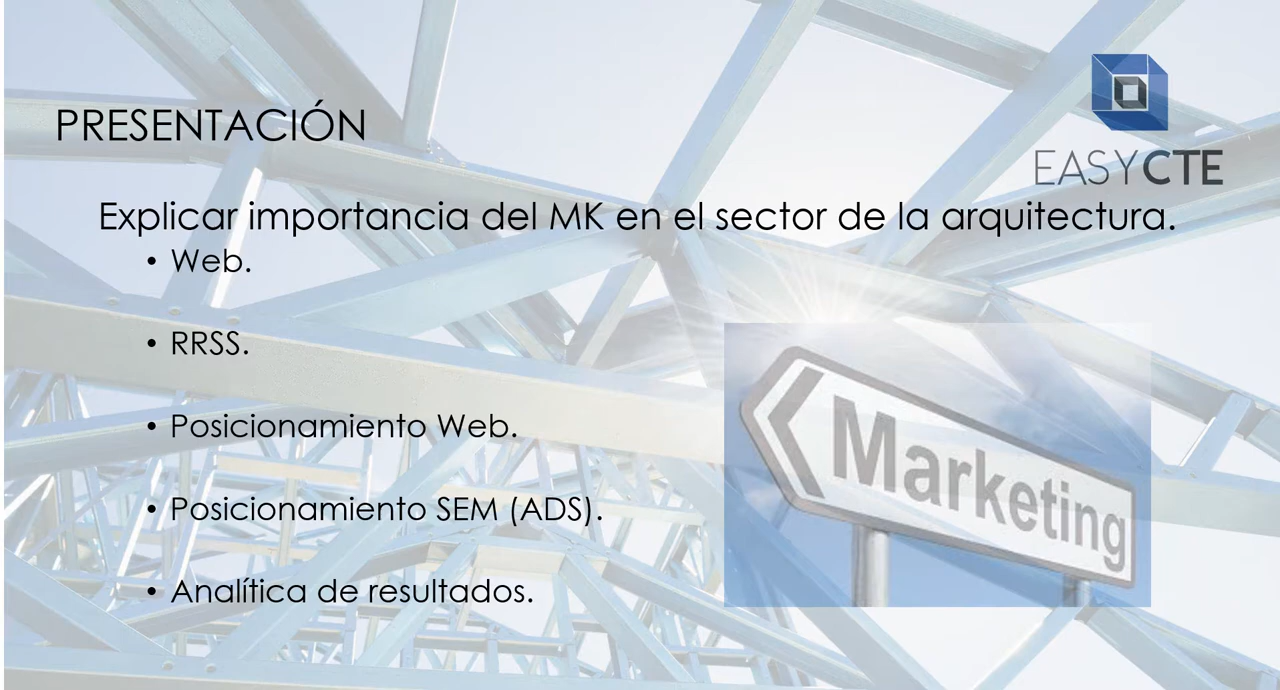 PRESENTACIÓN
EASYCTE
Explicar importancia del MK en el sector de la arquitectura.
• Web.
• RRSS.
• Posicionamiento Web.
• Posicionamiento SEM (ADS).
• Analítica de resultados.
Marketing